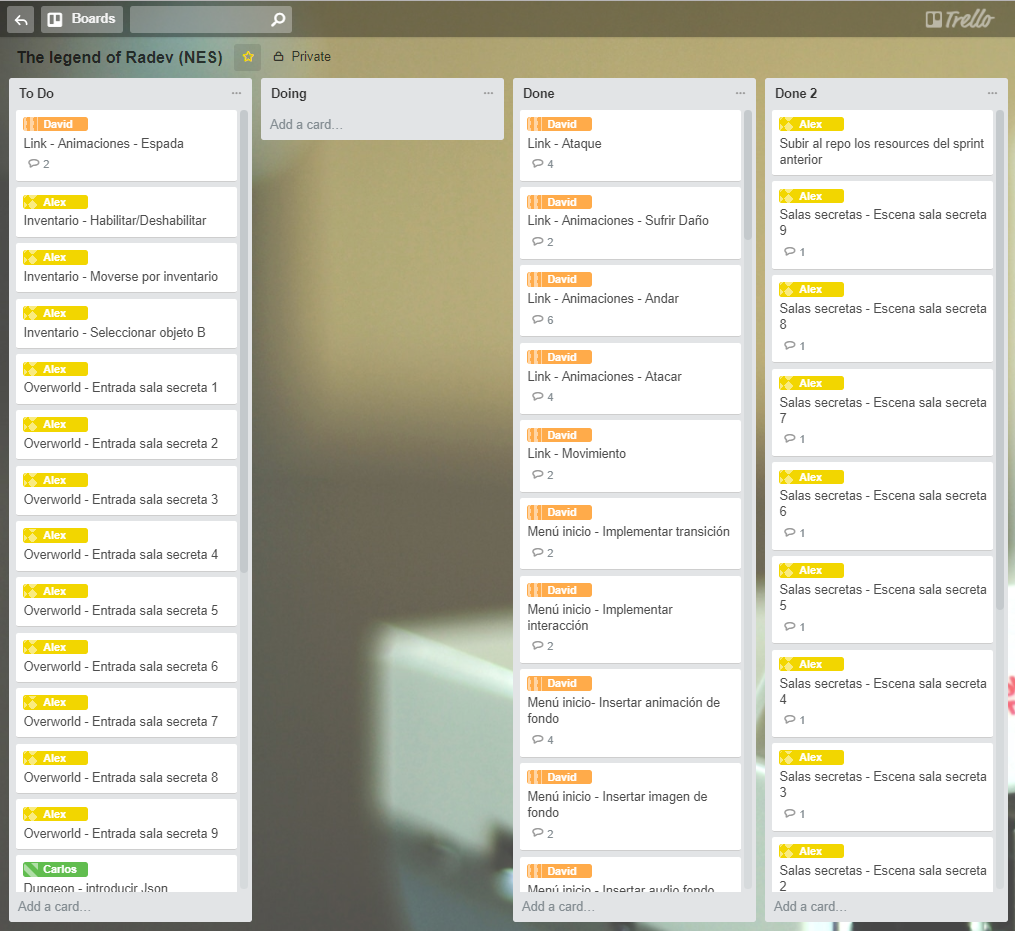 Boards
Trello
The legend of Radev (NES)
Private
To Do
David
Link - Animaciones - Espada
2
Alex
Inventario - Habilitar/Deshabilitar
Alex
Inventario - Moverse por inventario
Alex
Inventario - Seleccionar objeto B
Alex
Overworld - Entrada sala secreta 1
Alex
Overworld - Entrada sala secreta 2
Alex
Overworld - Entrada sala secreta 3
Alex
Overworld - Entrada sala secreta 4
Alex
Overworld - Entrada sala secreta 5
Alex
Overworld - Entrada sala secreta 6
Alex
Overworld - Entrada sala secreta 7
Alex
Overworld - Entrada sala secreta 8
Alex
Overworld - Entrada sala secreta 9
Carlos
Dungeon - introducir Json
Add a card...
Doing
Add a card...
Done
David
Link - Ataque
4
David
Link - Animaciones - Sufrir Daño
2
David
Link - Animaciones - Andar
6
David
Link - Animaciones - Atacar
4
David
Link - Movimiento
2
David
Menú inicio - Implementar transición
2
David
Menú inicio - Implementar
interacción
2
David
Menú inicio- Insertar animación de
fondo
4
David
Menú inicio - Insertar imagen de
fondo
2
David
Menú inicio - Insertar audio fondo
Add a card...
Done 2
Alex
Subir al repo los resources del sprint
anterior
Alex
Salas secretas - Escena sala secreta
9
1
Alex
Salas secretas - Escena sala secreta
8
1
Alex
Salas secretas - Escena sala secreta
7
1
Alex
Salas secretas - Escena sala secreta
6
1
Alex
Salas secretas - Escena sala secreta
5
1
Alex
Salas secretas - Escena sala secreta
4
1
Alex
Salas secretas - Escena sala secreta
3
1
Alex
Salas secretas - Escena sala secreta
2
Add a card...